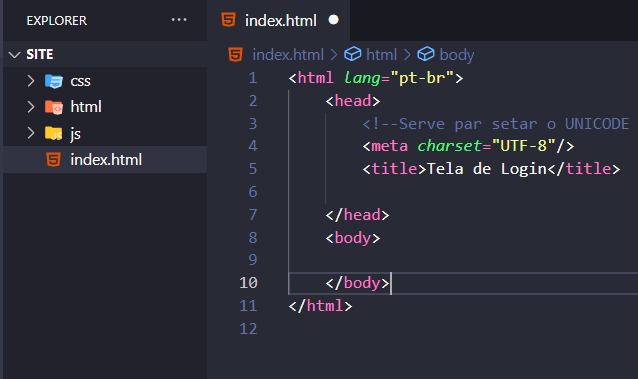 EXPLORER ...
SITE
css
html
js
index.html
index.html
index.html > html > body
1 <html lang="pt-br">
2 <head>
3 <!--Serve par setar o UNICODE
4 <meta charset="UTF-8"/>
5 <title>Tela de Login</title>
6
7 </head>
8 <body>
9
10 </body>
11 </html>
12